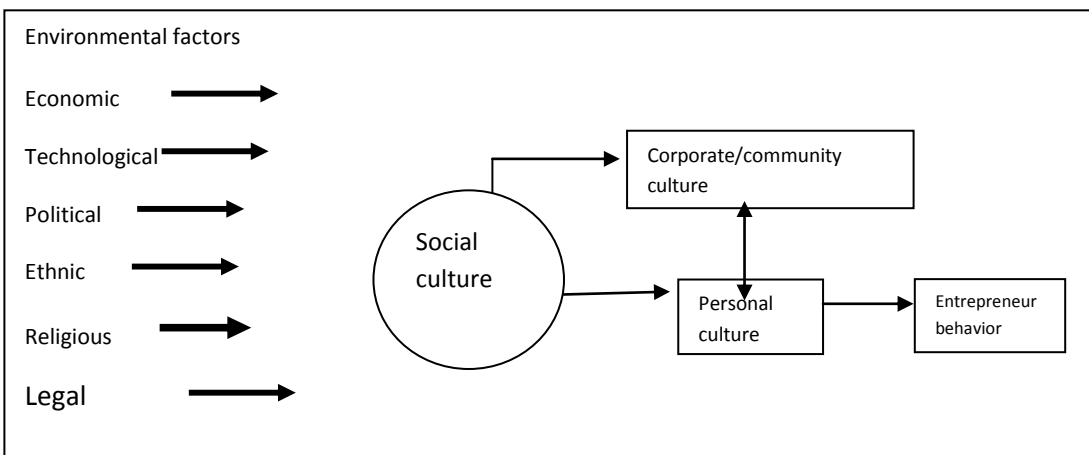 Environmental factors
Economic
Technological
Political
Ethnic
Religious
Legal
Social
culture
Corporate/community
culture
Personal
culture
Entrepreneur
behavior